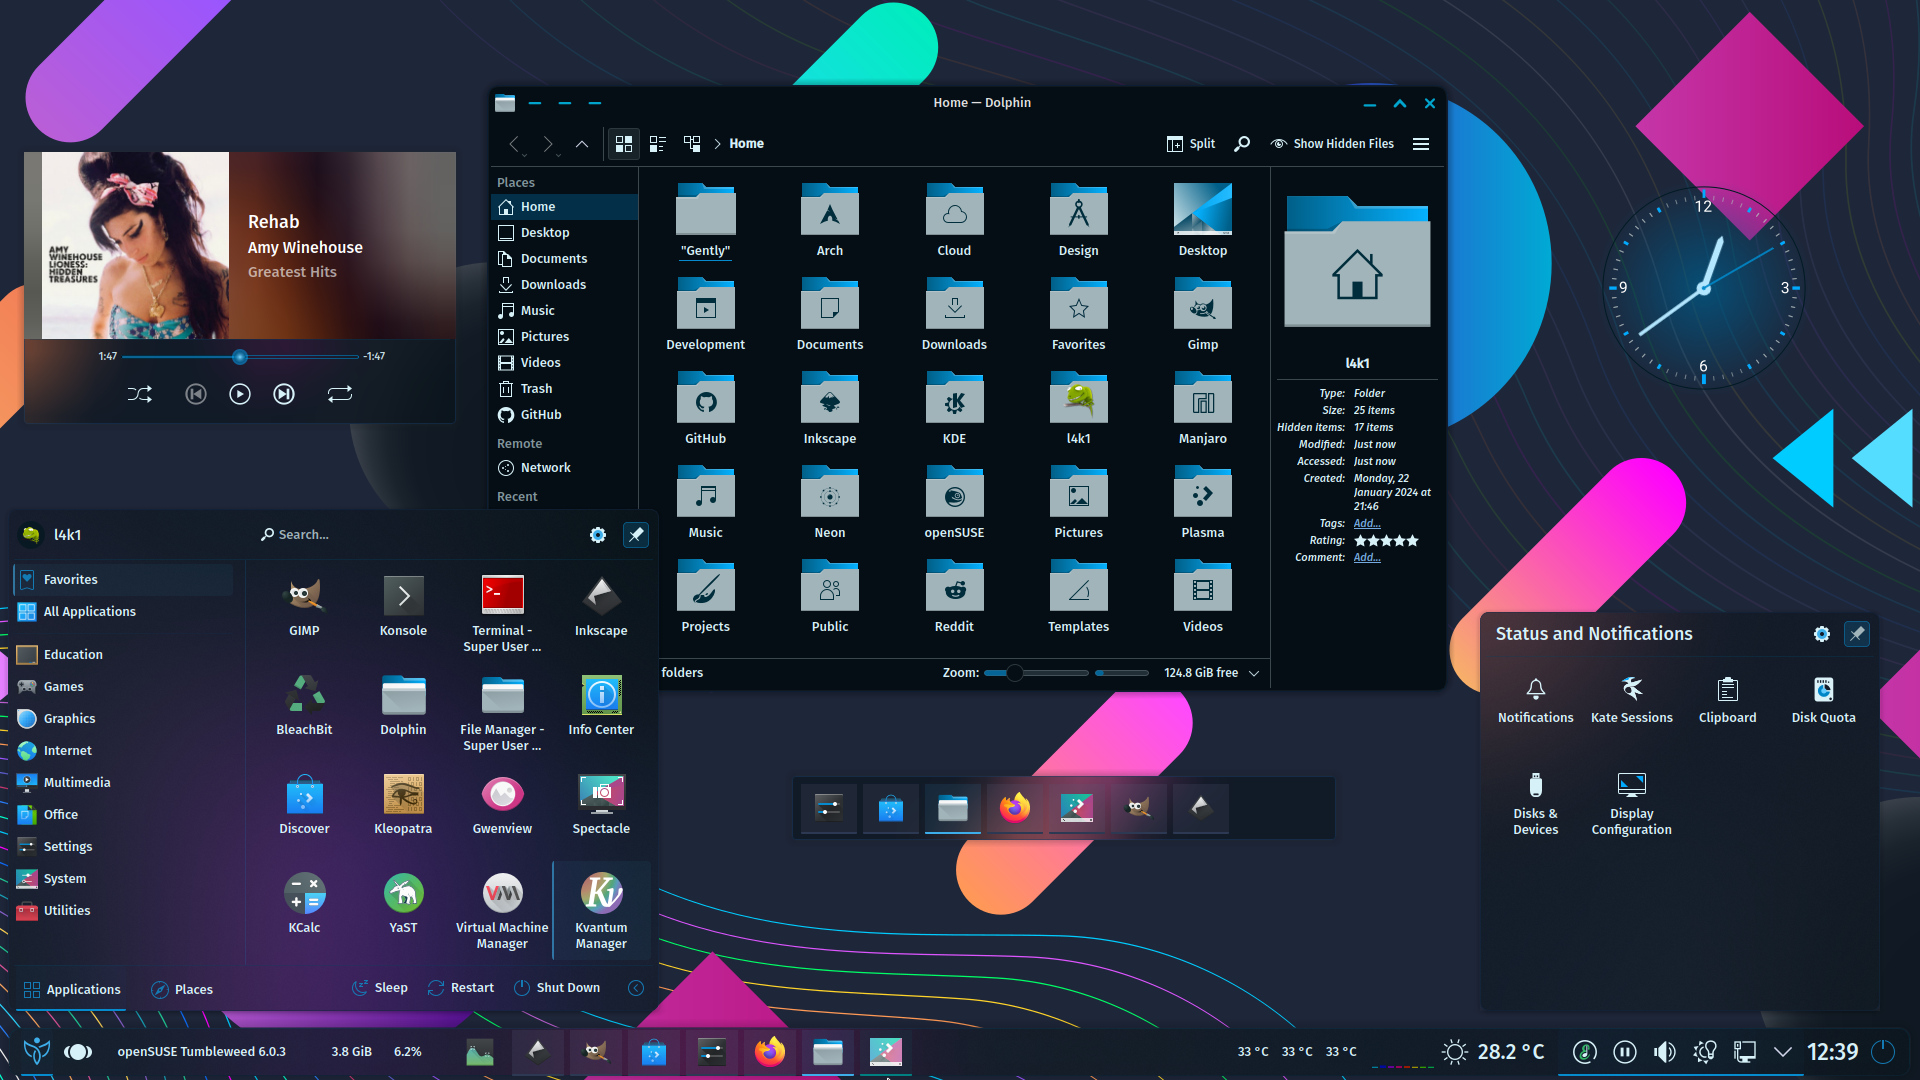 Home — Dolphin
Home
Split
Show Hidden Files
AMY
WINEHOUSE
LIONESS:
HIDDEN
TREASURES
Rehab
Amy Winehouse
Greatest Hits
1:47
-1:47
Places
Home
Desktop
Documents
Downloads
Music
Pictures
Videos
Trash
GitHub
Remote
Network
Recent
"Gently"
Arch
Cloud
Design
Desktop
Development
Documents
Downloads
Favorites
Gimp
GitHub
Inkscape
KDE
l4k1
Manjaro
Music
Neon
openSUSE
Pictures
Plasma
Projects
Public
Reddit
Templates
Videos
folders
Zoom:
124.8 GiB free
l4k1
Type: Folder
Size: 25 items
Hidden Items: 17 items
Modified: Just now
Accessed: Just now
Created: Monday, 22
January 2024 at
21:46
Tags: Add...
Rating:
Comment: Add...
12
9
3
6
l4k1
Search...
Favorites
All Applications
Education
Games
Graphics
Internet
Multimedia
Office
Settings
System
Utilities
GIMP
Konsole
Terminal -
Super User ...
Inkscape
BleachBit
Dolphin
File Manager -
Super User ...
Info Center
Discover
Kleopatra
Gwenview
Spectacle
KCalc
YaST
Virtual Machine
Manager
Kv
Kvantum
Manager
Applications
Places
Sleep
Restart
Shut Down
Status and Notifications
Notifications
Kate Sessions
Clipboard
Disk Quota
Disks &
Devices
Display
Configuration
openSUSE Tumbleweed 6.0.3
3.8 GiB
6.2%
33 °C
33 °C
33 °C
28.2 °C
12:39